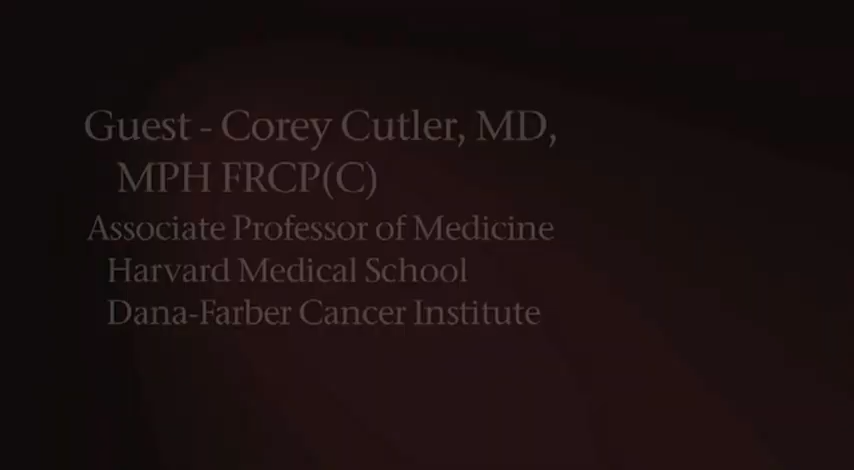 Guest - Corey Cutler, MD,
MPH FRCP(C)
Associate Professor of Medicine
Harvard Medical School
Dana-Farber Cancer Institute